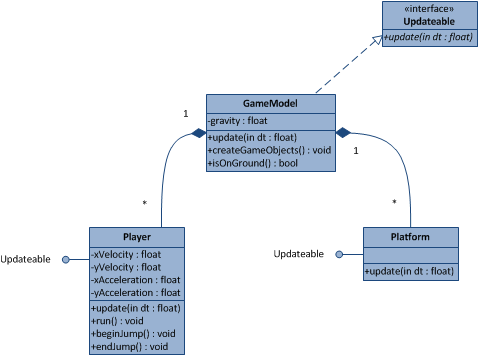 «interface»
Updateable
+update(in dt : float)
GameModel
-gravity : float
+update(in dt : float)
+createGameObjects() : void
+isOnGround() : bool
1
1
*
*
Updateable
Player
-xVelocity : float
-yVelocity : float
-xAcceleration : float
-yAcceleration : float
+update(in dt : float)
+run() : void
+beginJump() : void
+endJump() : void
Updateable
Platform
+update(in dt : float)